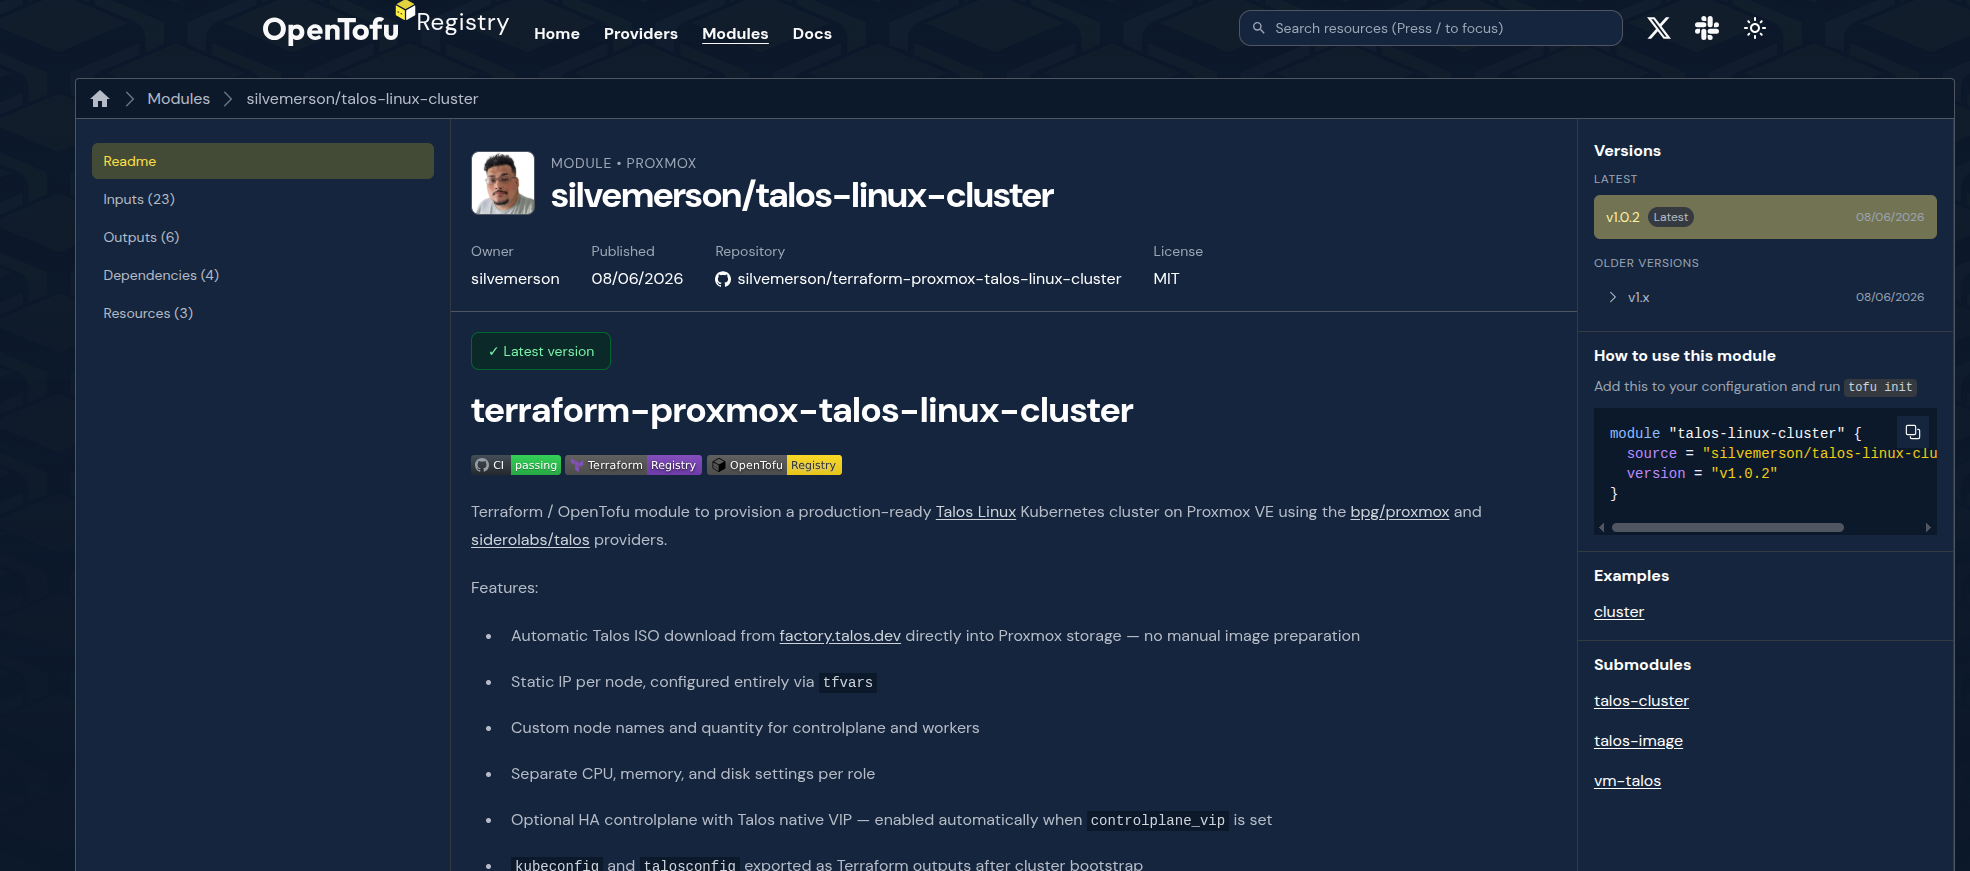 OpenTofu Registry
Home Providers Modules Docs
Search resources (Press / to focus)
Modules silvemerson/talos-linux-cluster
Readme
Inputs (23)
Outputs (6)
Dependencies (4)
Resources (3)
MODULE • PROXMOX
silvemerson/talos-linux-cluster
Owner Published Repository License
silvemerson 08/06/2026 silvemerson/terraform-proxmox-talos-linux-cluster MIT
✓ Latest version
terraform-proxmox-talos-linux-cluster
CI passing Terraform Registry OpenTofu Registry
Terraform / OpenTofu module to provision a production-ready Talos Linux Kubernetes cluster on Proxmox VE using the bpg/proxmox and
siderolabs/talos providers.
Features:
• Automatic Talos ISO download from factory.talos.dev directly into Proxmox storage — no manual image preparation
• Static IP per node, configured entirely via tfvars
• Custom node names and quantity for controlplane and workers
• Separate CPU, memory, and disk settings per role
• Optional HA controlplane with Talos native VIP — enabled automatically when controlplane_vip is set
• kubeconfig and talosconfig exported as Terraform outputs after cluster bootstrap
Versions
LATEST
v1.0.2 Latest 08/06/2026
OLDER VERSIONS
v1.x 08/06/2026
How to use this module
Add this to your configuration and run tofu init
module "talos-linux-cluster" {
source = "silvemerson/talos-linux-clu
version = "v1.0.2"
}
Examples
cluster
Submodules
talos-cluster
talos-image
vm-talos